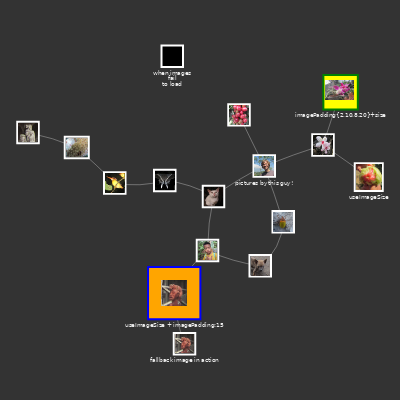 when images
fail
to load
imagePadding{2,10,8,20}+size
pictures by this guy!
useImageSize
useImageSize + imagePadding:15
fallback image in action